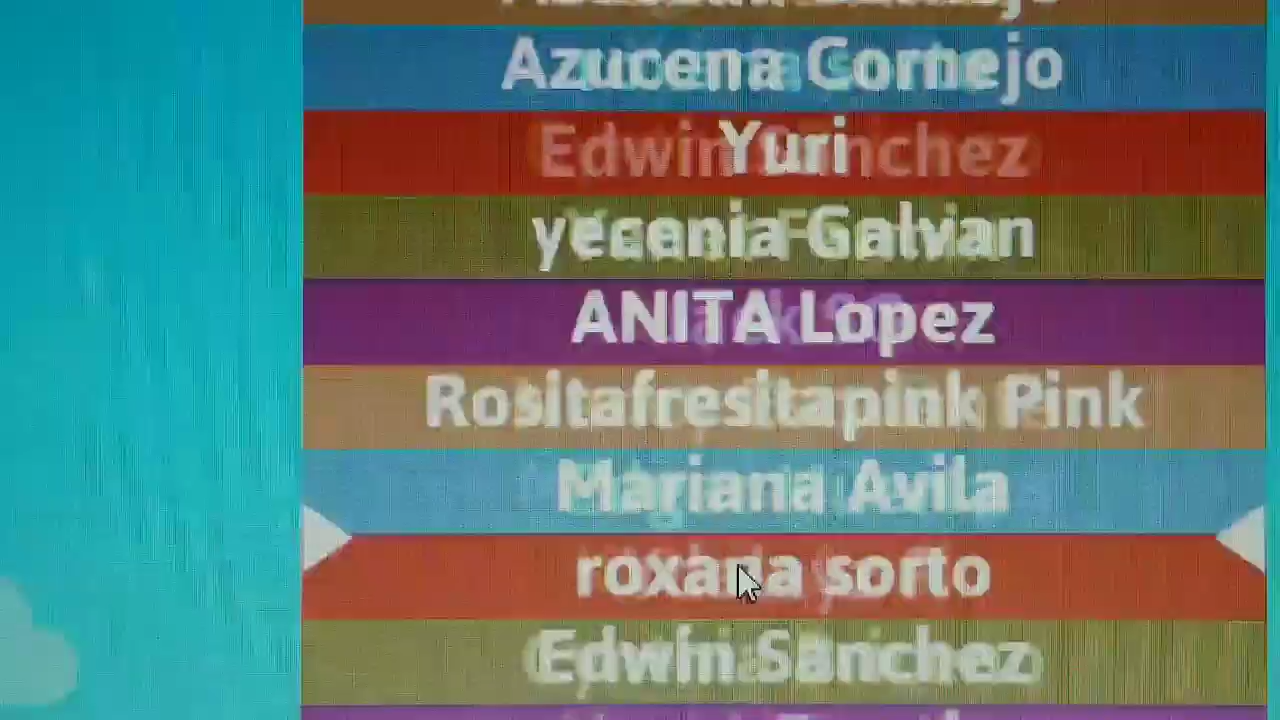 Azucena Cornejo
Yuri
yecenia Galvan
ANITA Lopez
Rositafresitapink Pink
Mariana Avila
roxana sorto
Edwin Sanchez